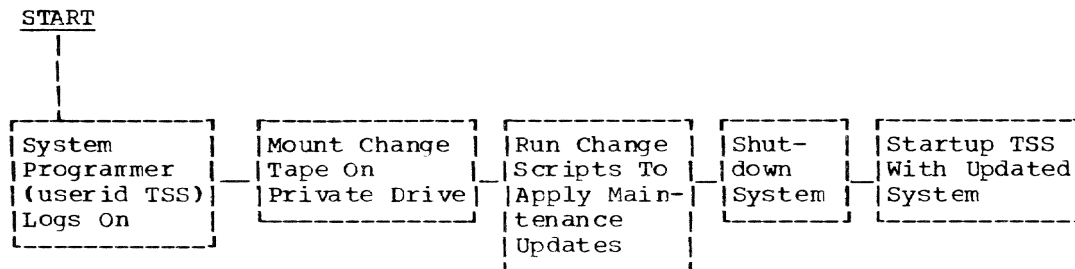 START
System
Programmer
(userid TSS)
Logs On
Mount Change
Tape On
Private Drive
Run Change
Scripts To
Apply Main-
tenance
Updates
Shut-
down
System
Startup TSS
With Updated
System